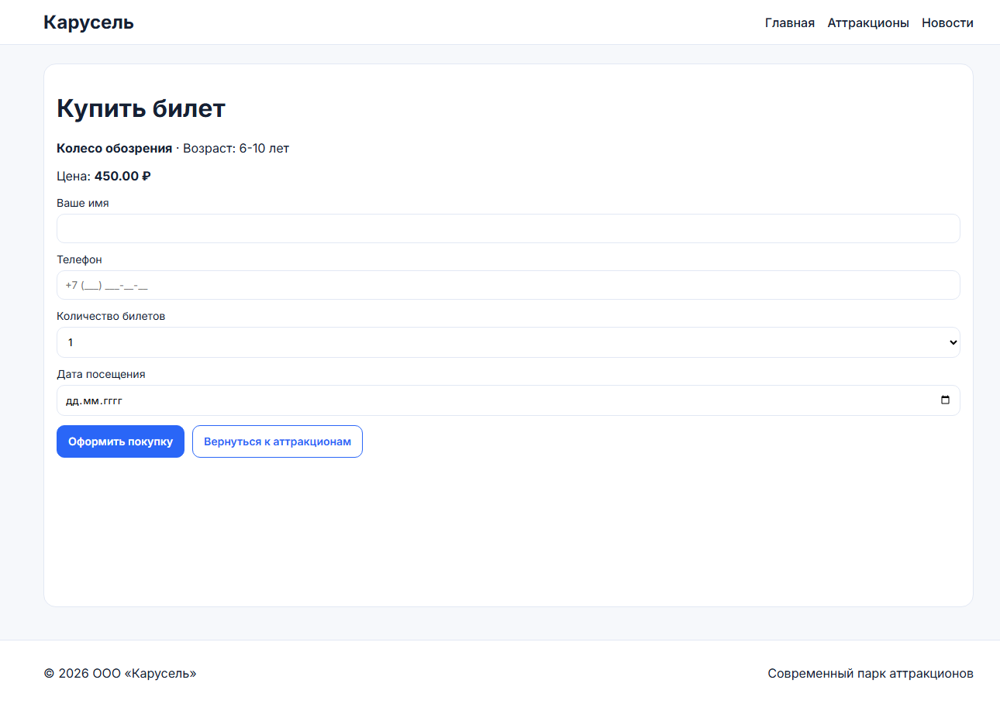 Карусель
Главная Аттракционы Новости
Купить билет
Колесо обозрения · Возраст: 6-10 лет
Цена: 450.00 ₽
Ваше имя
Телефон
+7 (___) ___-__-__
Количество билетов
1
Дата посещения
дд.мм.гггг
Оформить покупку
Вернуться к аттракционам
© 2026 ООО «Карусель»
Современный парк аттракционов